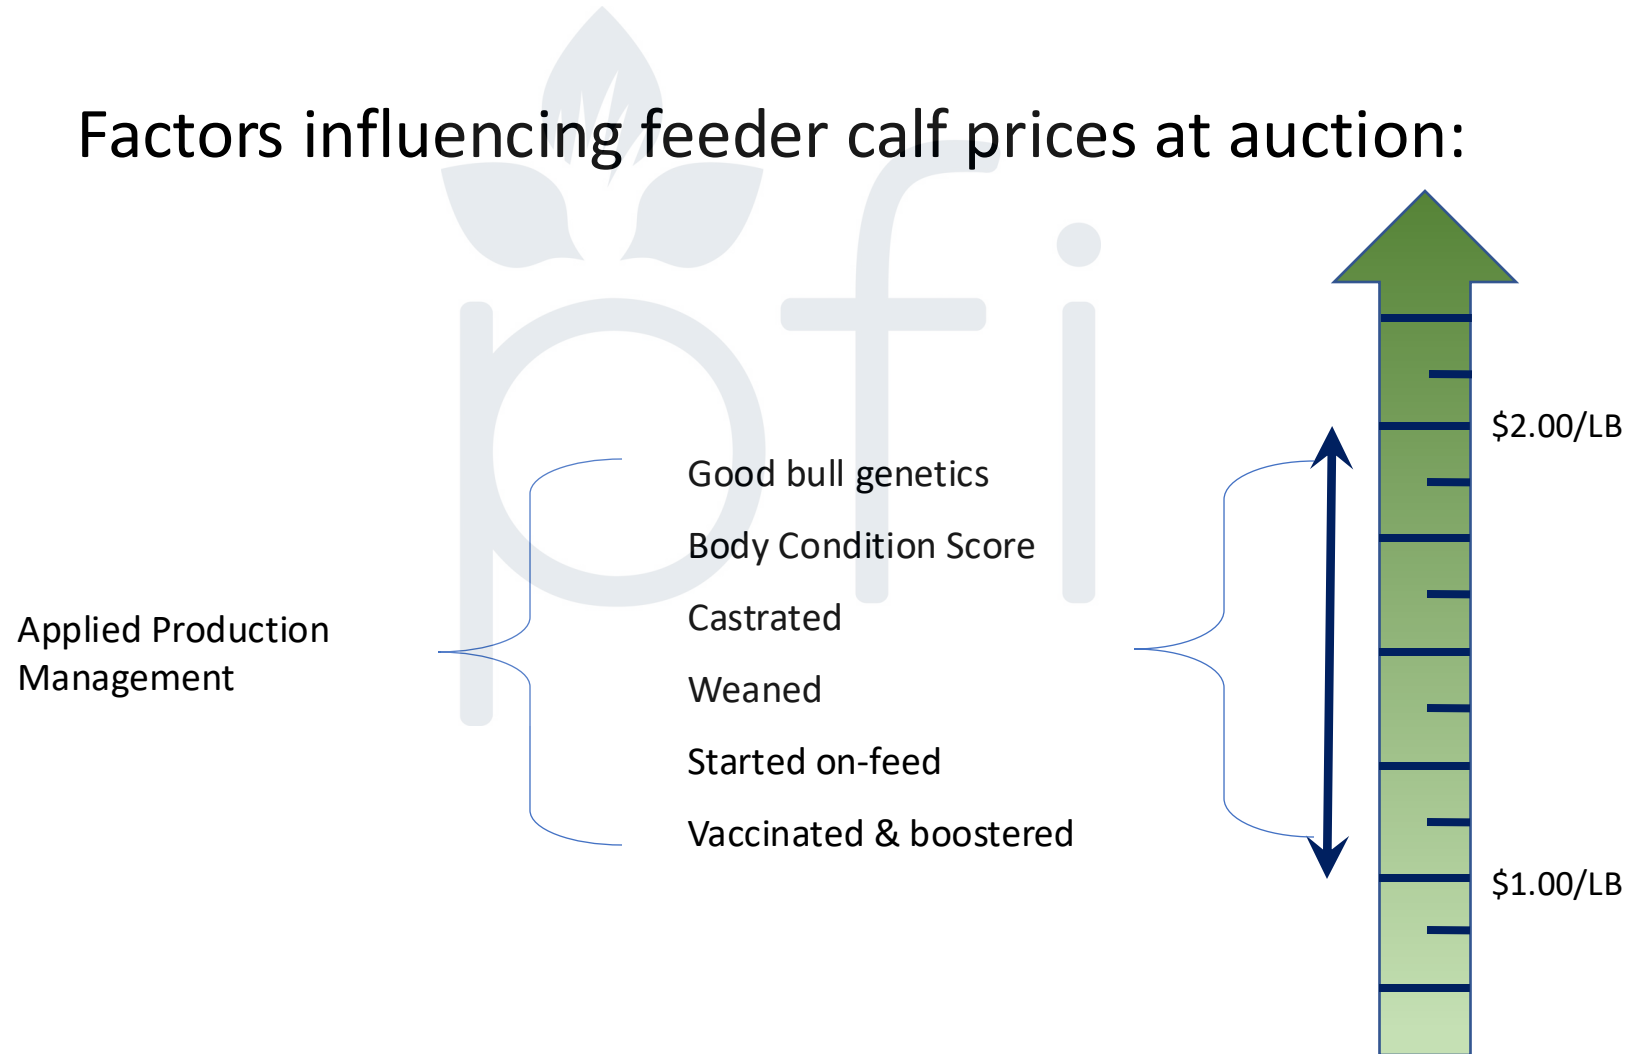 Factors influencing feeder calf prices at auction:
$2.00/LB
Good bull genetics
Body Condition Score
Castrated
Applied Production
Management
Weaned
Started on-feed
Vaccinated & boostered
$1.00/LB
pfi